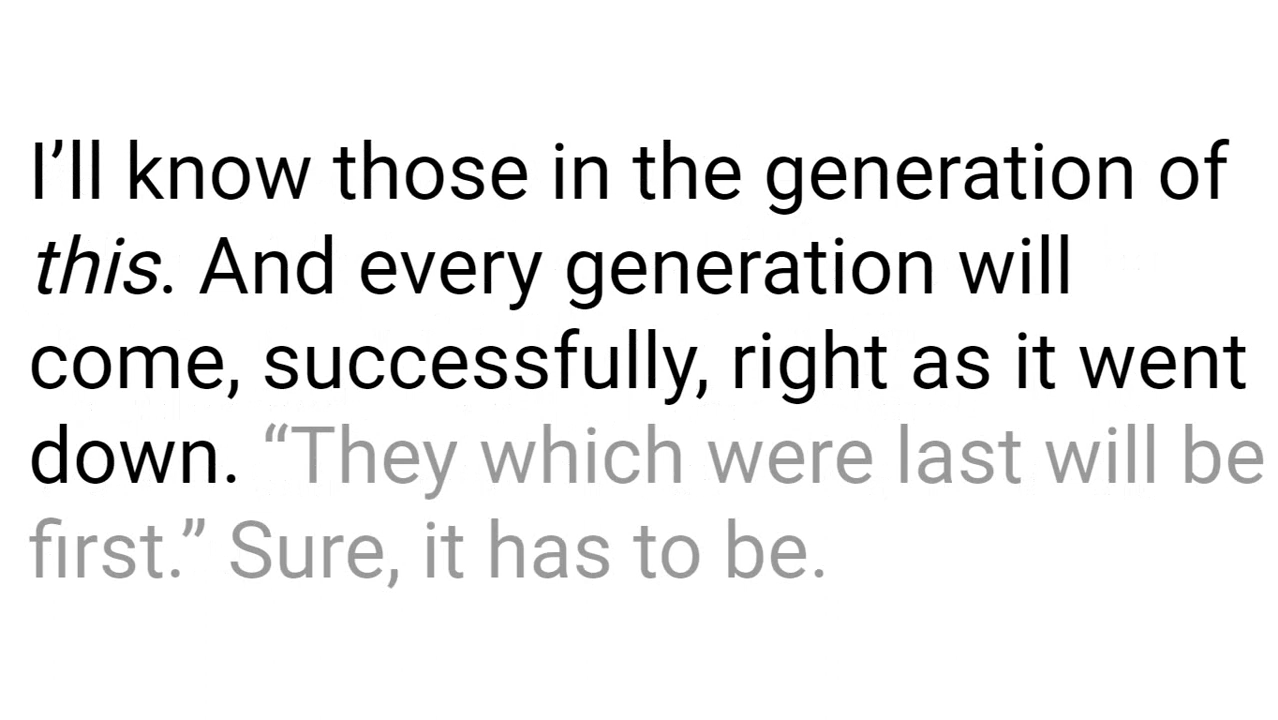 I’ll know those in the generation of
this. And every generation will
come, successfully, right as it went
down. “They which were last will be
first.” Sure, it has to be.